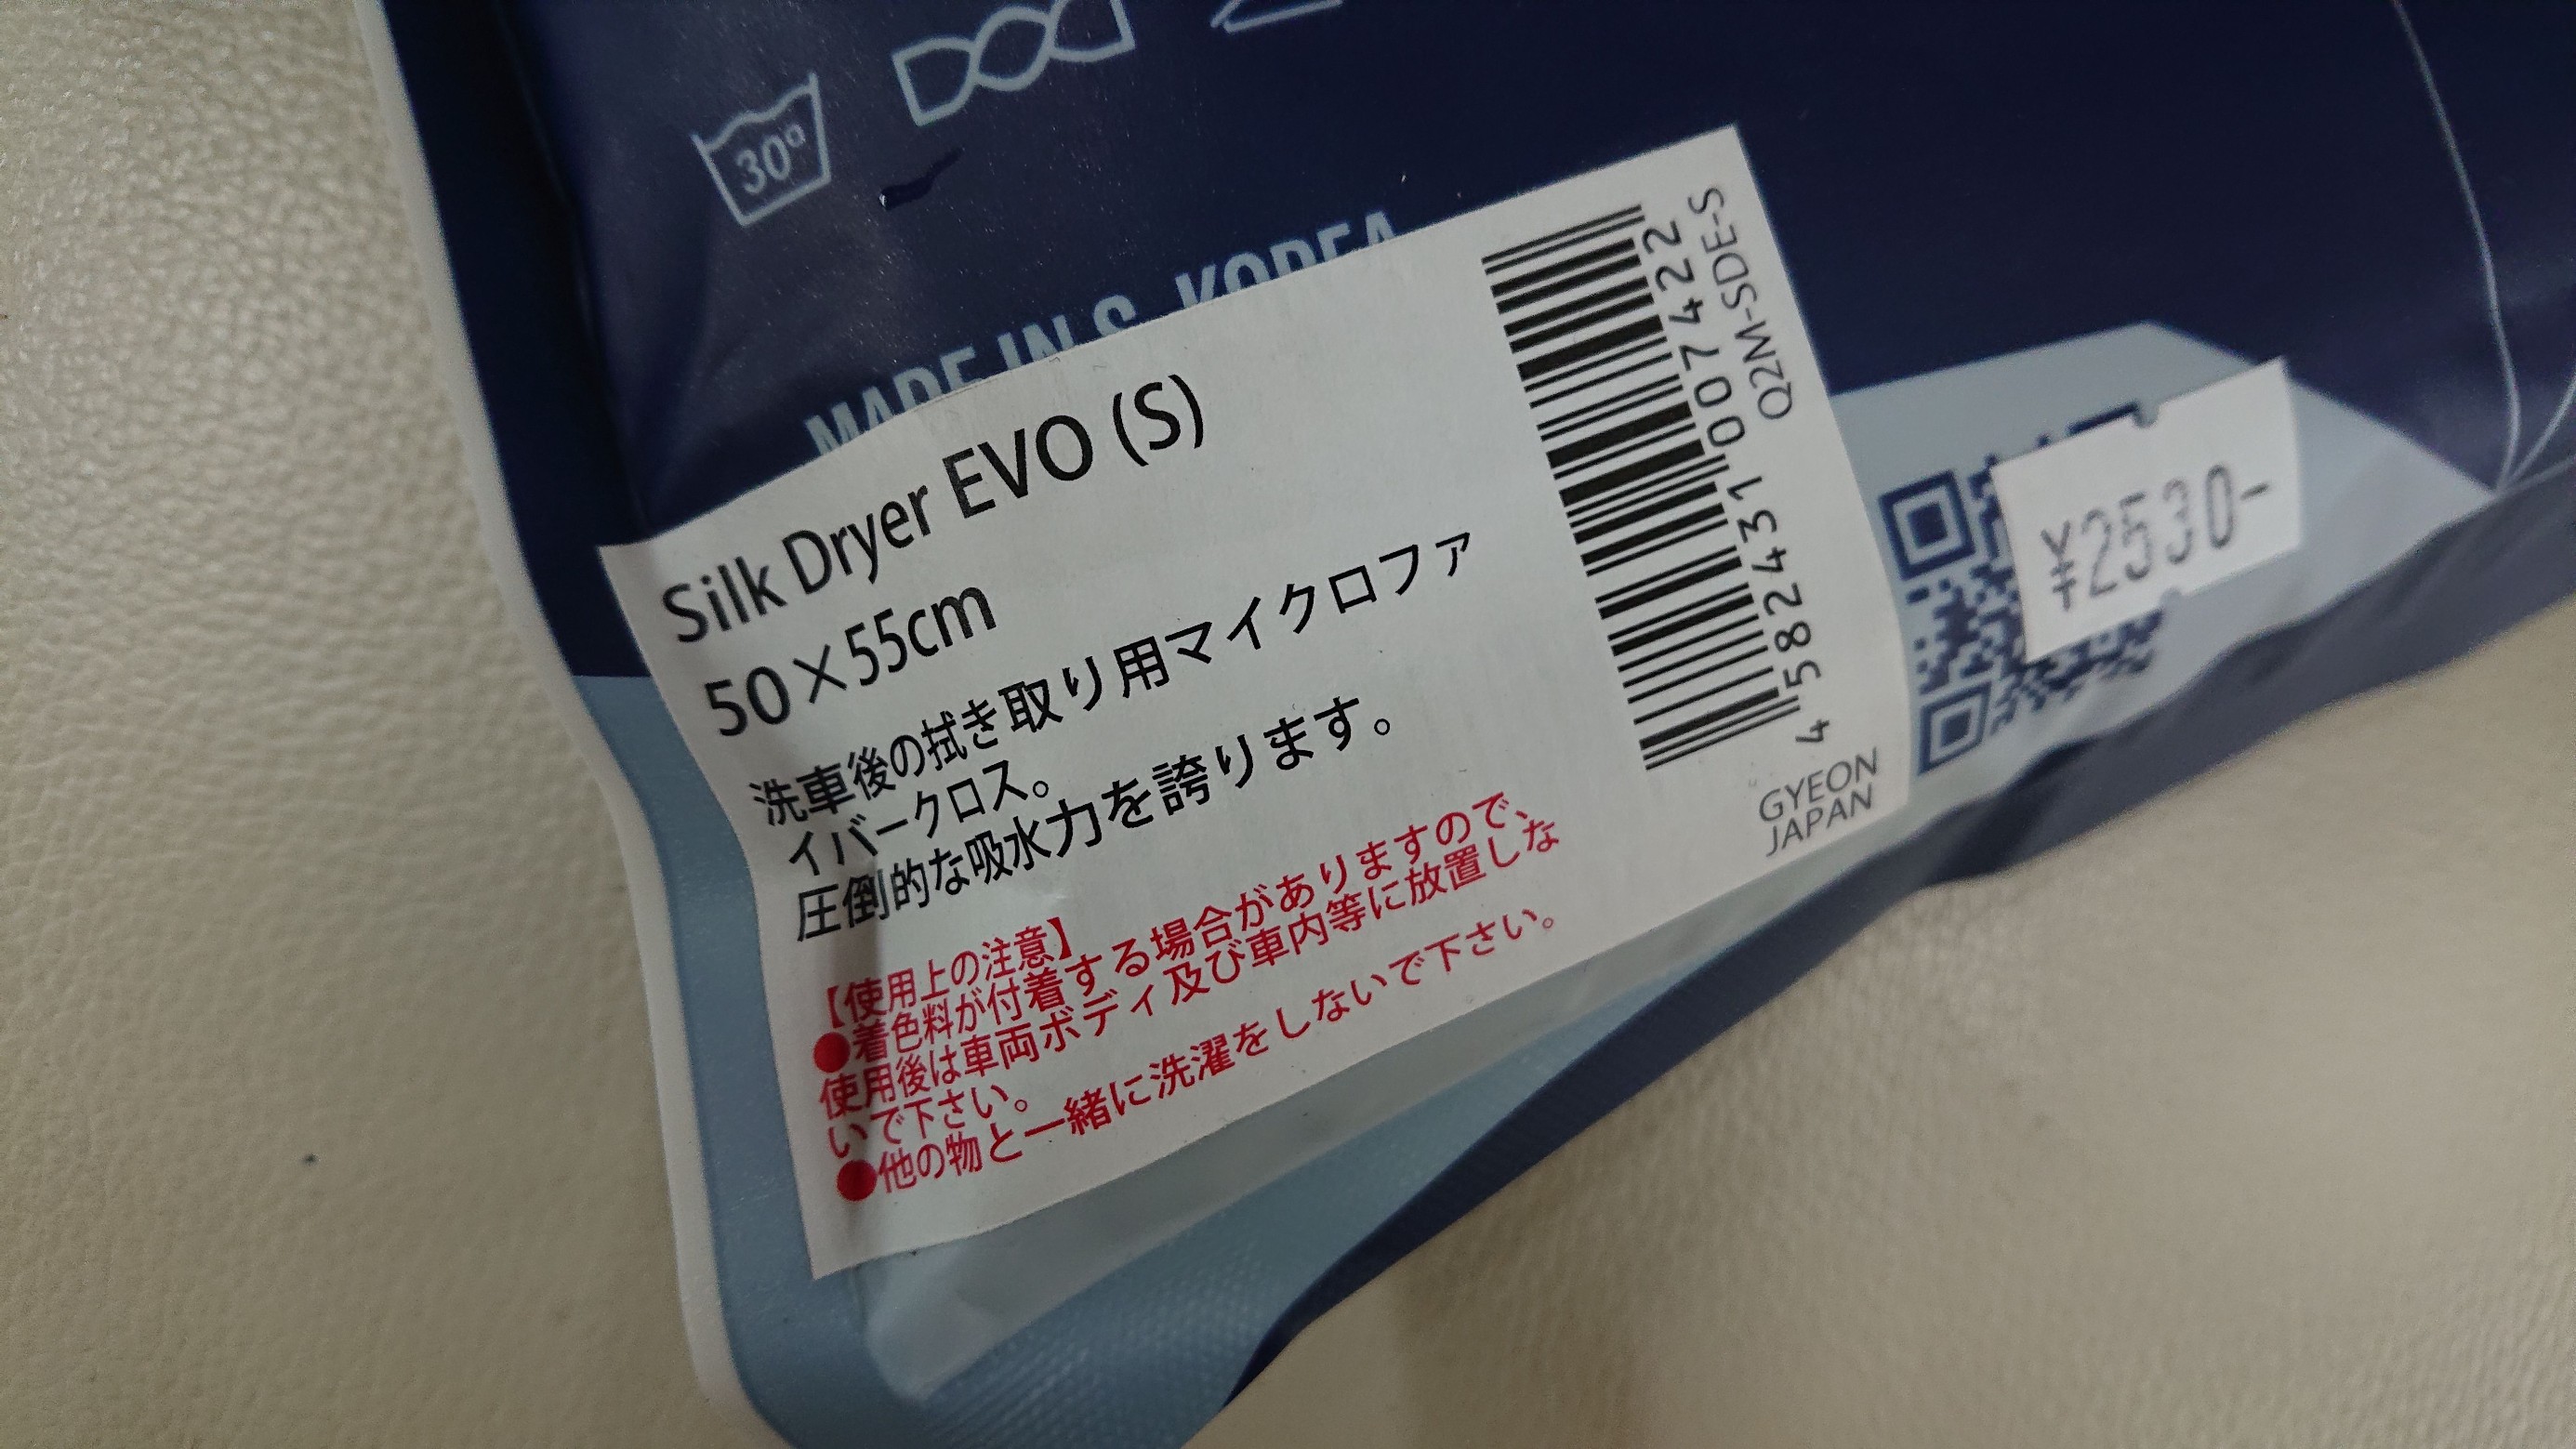 30°
MADE IN S. KOREA
Silk Dryer EVO (S)
50×55cm
洗車後の拭き取り用マイクロファ
イバークロス。
圧倒的な吸水力を誇ります。
【使用上の注意】
●着色料が付着する場合がありますので、
使用後は車両ボディ及び車内等に放置しな
いで下さい。
●他の物と一緒に洗濯をしないで下さい。
Q2M-SDE-S
4 582431 007422
GYEON
JAPAN
¥2530-